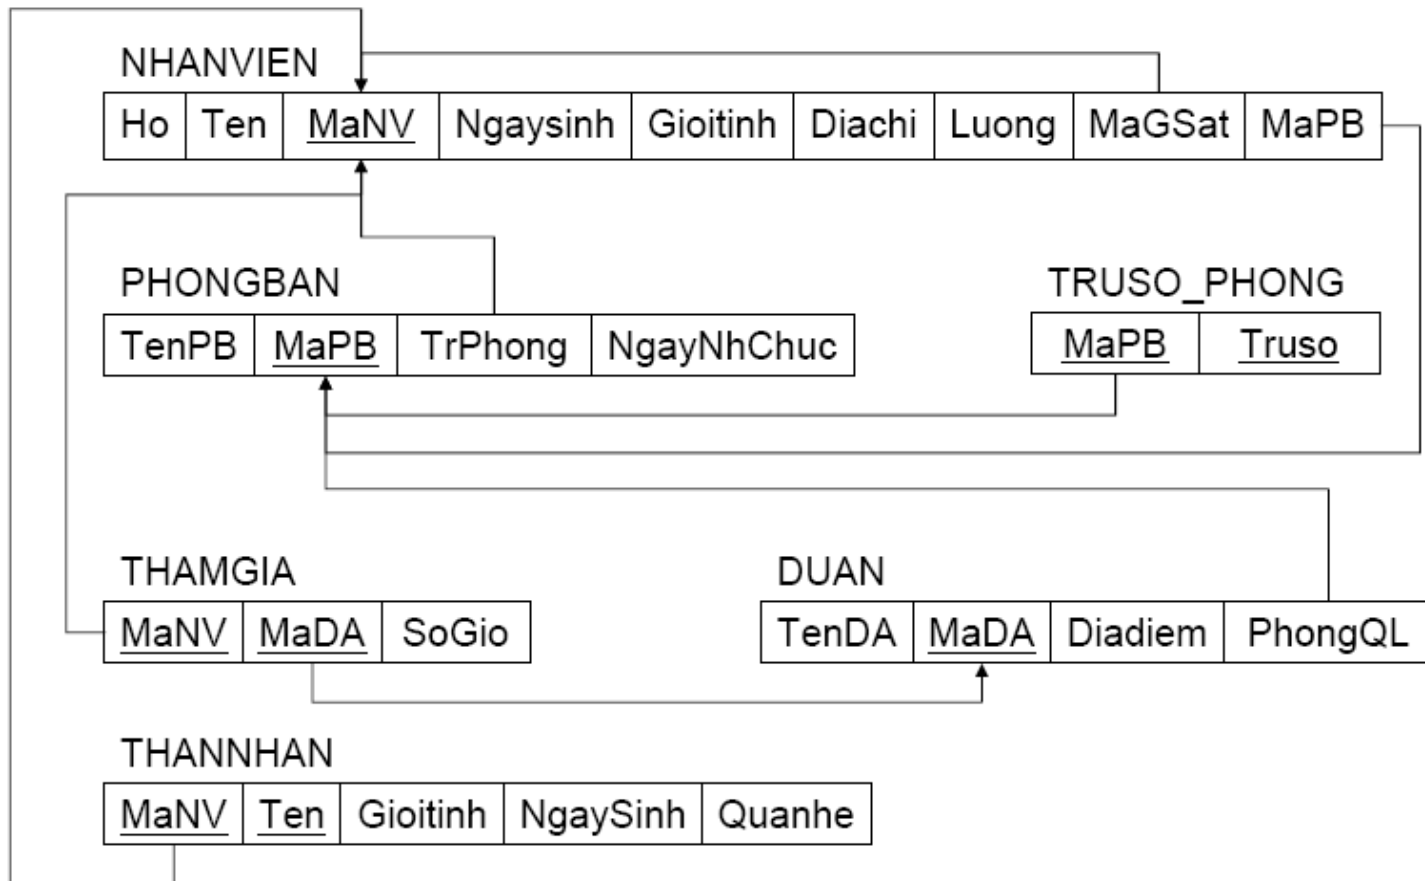 NHANVIEN
Ho Ten MaNV Ngaysinh Gioitinh Diachi Luong MaGSat MaPB
PHONGBAN TRUSO_PHONG
TenPB MaPB TrPhong NgayNhChuc MaPB Truso
THAMGIA DUAN
MaNV MaDA SoGio TenDA MaDA Diadiem PhongQL
THANNHAN
MaNV Ten Gioitinh NgaySinh Quanhe